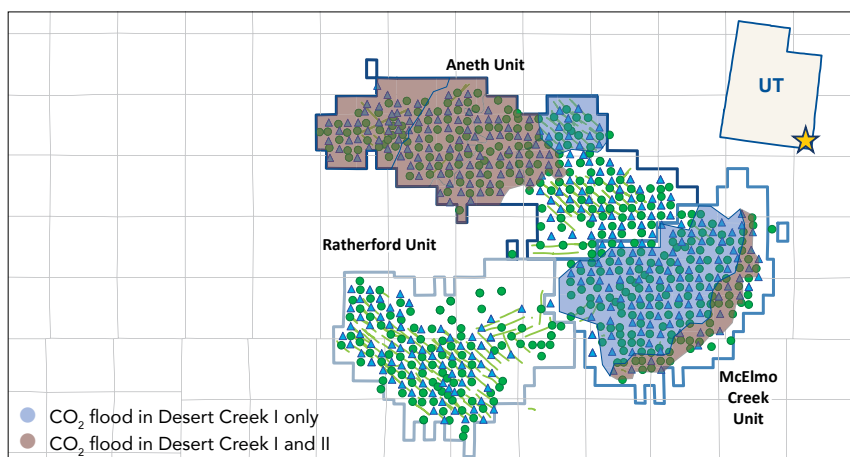 Aneth Unit
UT
Ratherford Unit
McElmo
Creek
Unit
CO₂ flood in Desert Creek I only
CO₂ flood in Desert Creek I and II